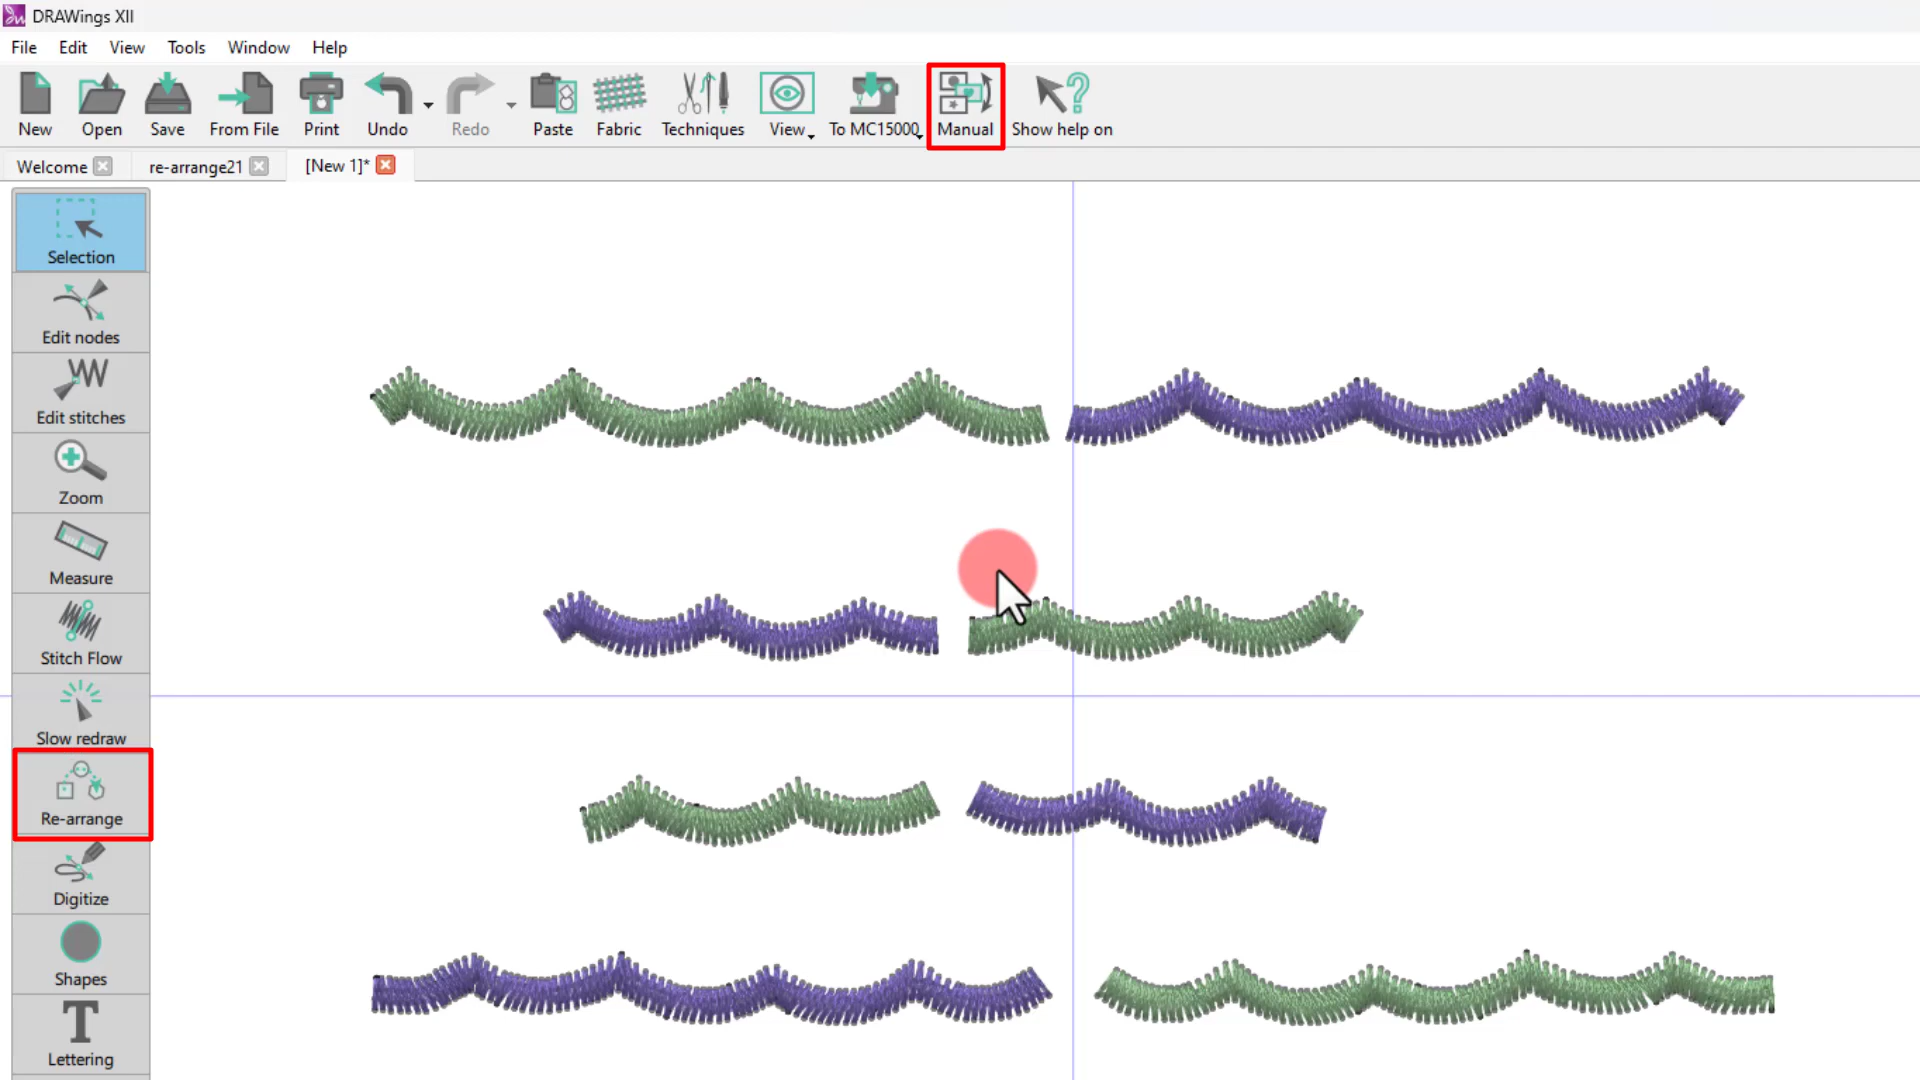 DRAWings XII
File Edit View Tools Window Help
New Open Save From File Print Undo Redo Paste Fabric Techniques View To MC15000 Manual Show help on
Welcome re-arrange21 [New 1]*
Selection
Edit nodes
Edit stitches
Zoom
Measure
Stitch Flow
Slow redraw
Re-arrange
Digitize
Shapes
T
Lettering